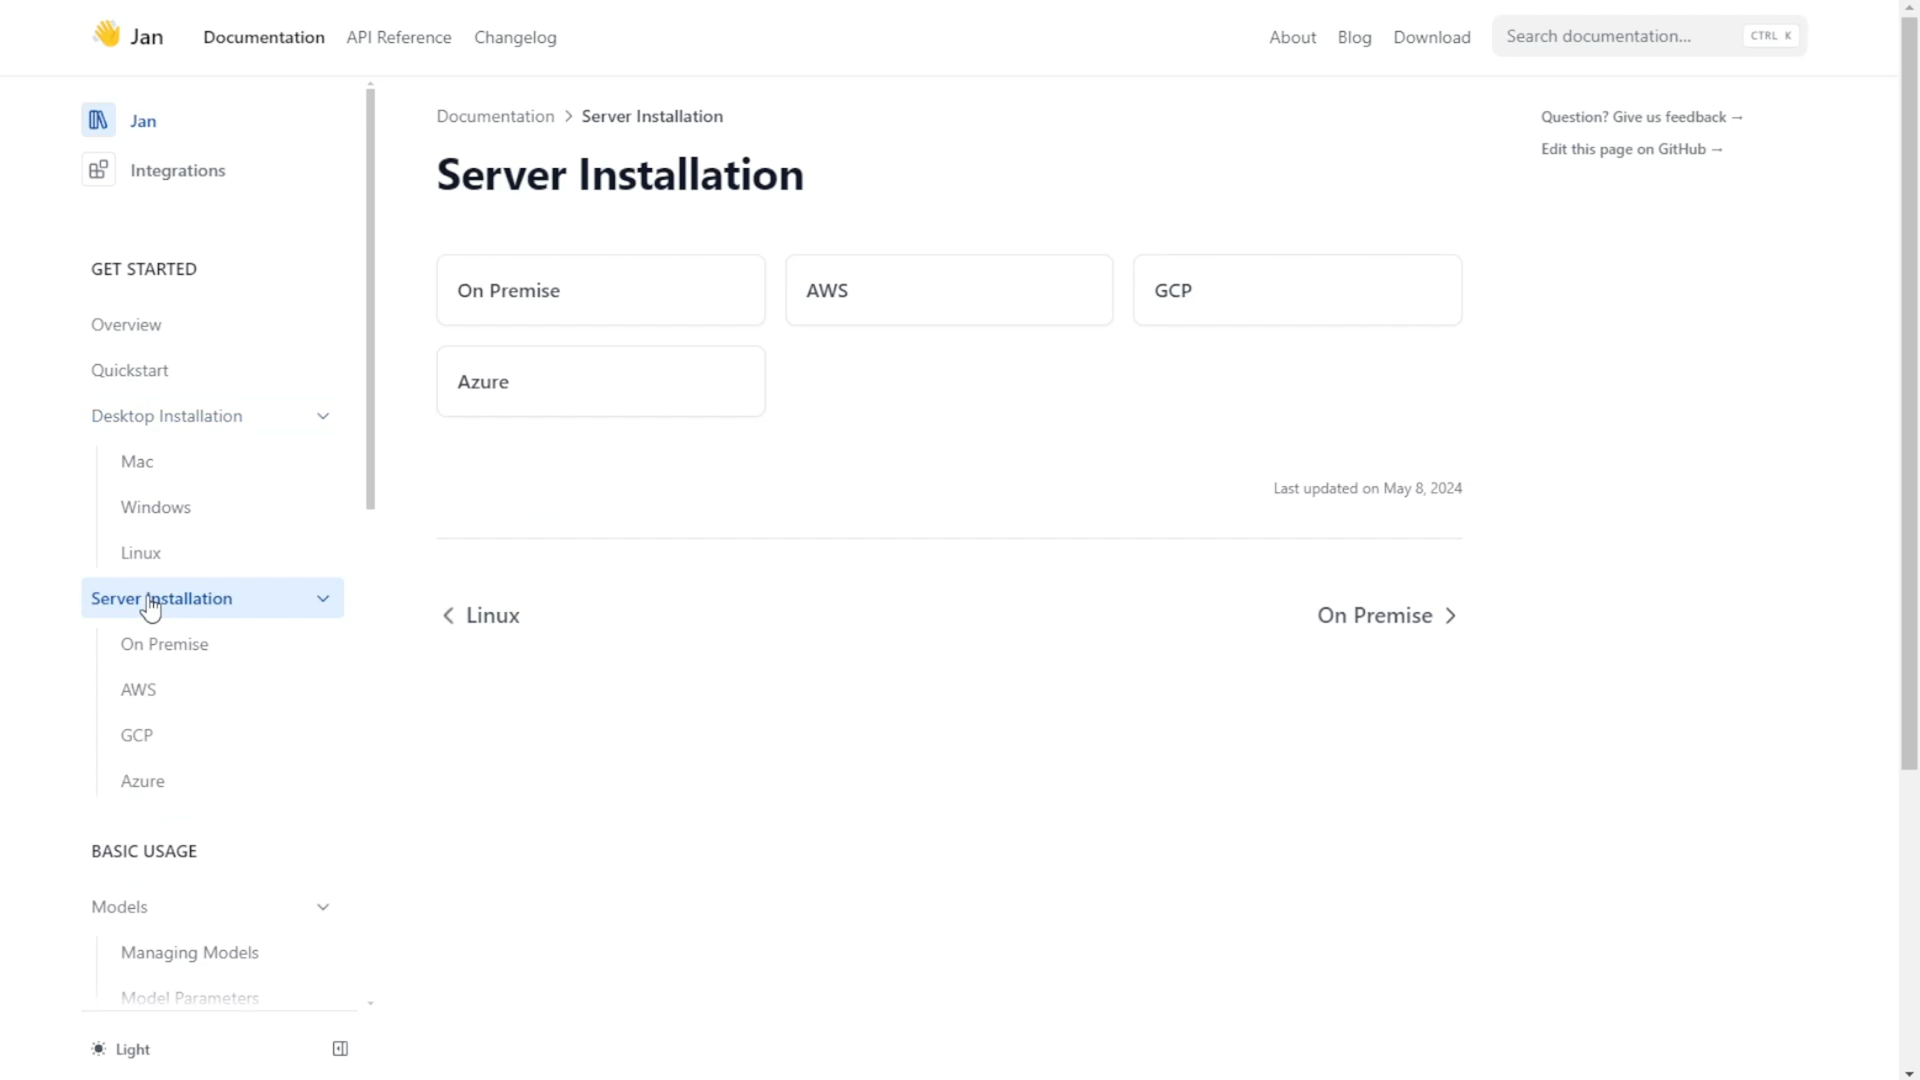 Jan
Documentation
API Reference
Changelog
About
Blog
Download
Search documentation...
CTRL K
Jan
Integrations
GET STARTED
Overview
Quickstart
Desktop Installation
Mac
Windows
Linux
Server Installation
On Premise
AWS
GCP
Azure
BASIC USAGE
Models
Managing Models
Model Parameters
Light
Documentation > Server Installation
Server Installation
On Premise
AWS
GCP
Azure
Last updated on May 8, 2024
Linux
On Premise
Question? Give us feedback →
Edit this page on GitHub →